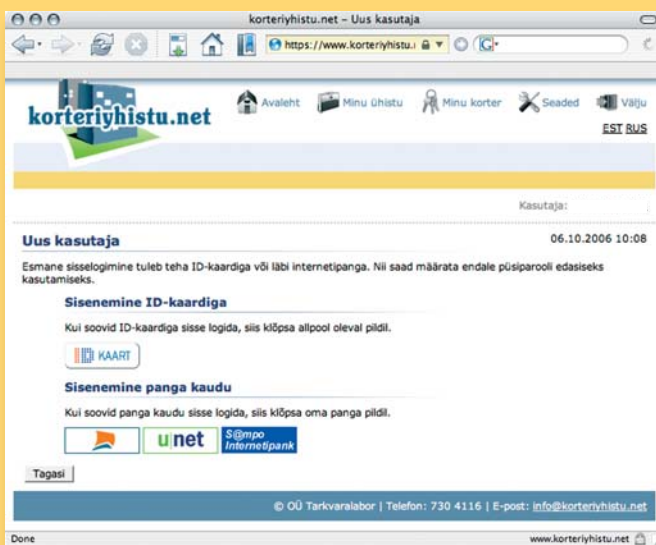 korteriyhistu.net – Uus kasutaja
https://www.korteriyhistu.
korteriyhistu.net
Avaleht Minu ühistu Minu korter Seaded Välju
EST RUS
Kasutaja:
Uus kasutaja 06.10.2006 10:08
Esmane sisselogimine tuleb teha ID-kaardiga või läbi internetipanga. Nii saad määrata endale püsiparooli edasiseks
kasutamiseks.
Sisenemine ID-kaardiga
Kui soovid ID-kaardiga sisse logida, siis klõpsa allpool oleval pildil.
KAART
Sisenemine panga kaudu
Kui soovid panga kaudu sisse logida, siis klõpsa oma panga pildil.
u|net S@mpo
Internetipank
Tagasi
© OÜ Tarkvaralabor | Telefon: 730 4116 | E-post: info@korteriyhistu.net
Done www.korteriyhistu.net